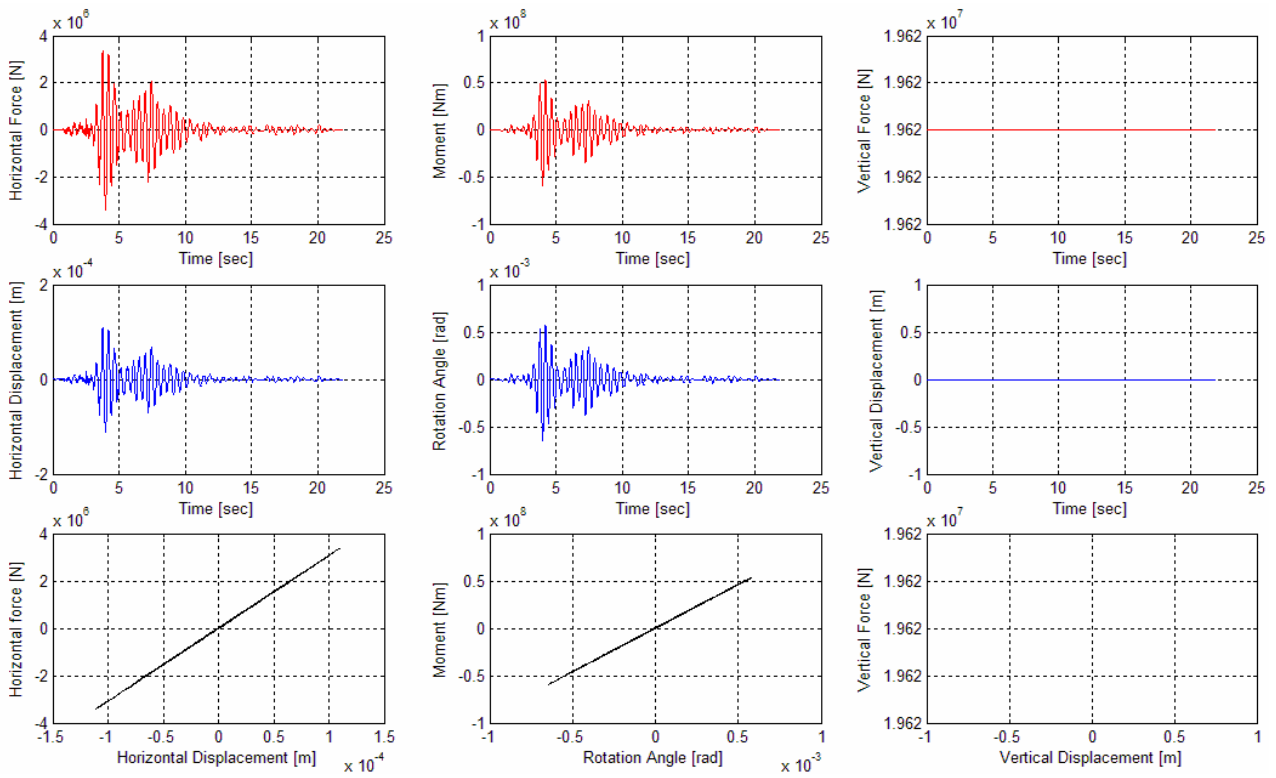 x 10^6
Horizontal Force [N]
4
2
0
-2
-4
0 5 10 15 20 25
Time [sec]
x 10^8
Moment [Nm]
1
0.5
0
-0.5
-1
0 5 10 15 20 25
Time [sec]
x 10^7
Vertical Force [N]
1.962
1.962
1.962
1.962
1.962
0 5 10 15 20 25
Time [sec]
x 10^-4
Horizontal Displacement [m]
2
0
-2
0 5 10 15 20 25
Time [sec]
x 10^-3
Rotation Angle [rad]
1
0.5
0
-0.5
-1
0 5 10 15 20 25
Time [sec]
Vertical Displacement [m]
1
0.5
0
-0.5
-1
0 5 10 15 20 25
Time [sec]
x 10^6
Horizontal force [N]
4
2
0
-2
-4
-1.5 -1 -0.5 0 0.5 1 1.5
Horizontal Displacement [m]
x 10^-4
x 10^8
Moment [Nm]
1
0.5
0
-0.5
-1
-1 -0.5 0 0.5 1
Rotation Angle [rad]
x 10^-3
x 10^7
Vertical Force [N]
1.962
1.962
1.962
1.962
1.962
-1 -0.5 0 0.5 1
Vertical Displacement [m]